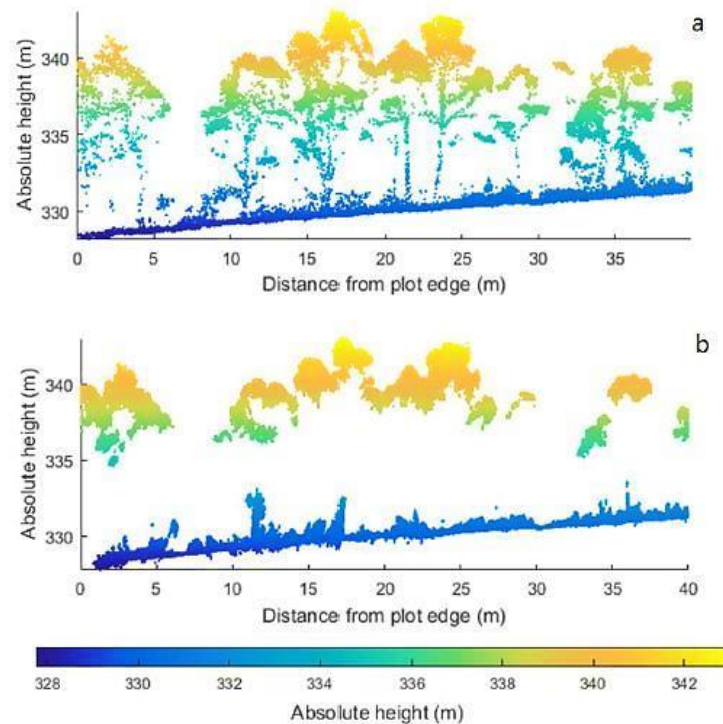 a
340
335
330
Absolute height (m)
0 5 10 15 20 25 30 35
Distance from plot edge (m)
b
340
335
330
Absolute height (m)
0 5 10 15 20 25 30 35 40
Distance from plot edge (m)
328 330 332 334 336 338 340 342
Absolute height (m)